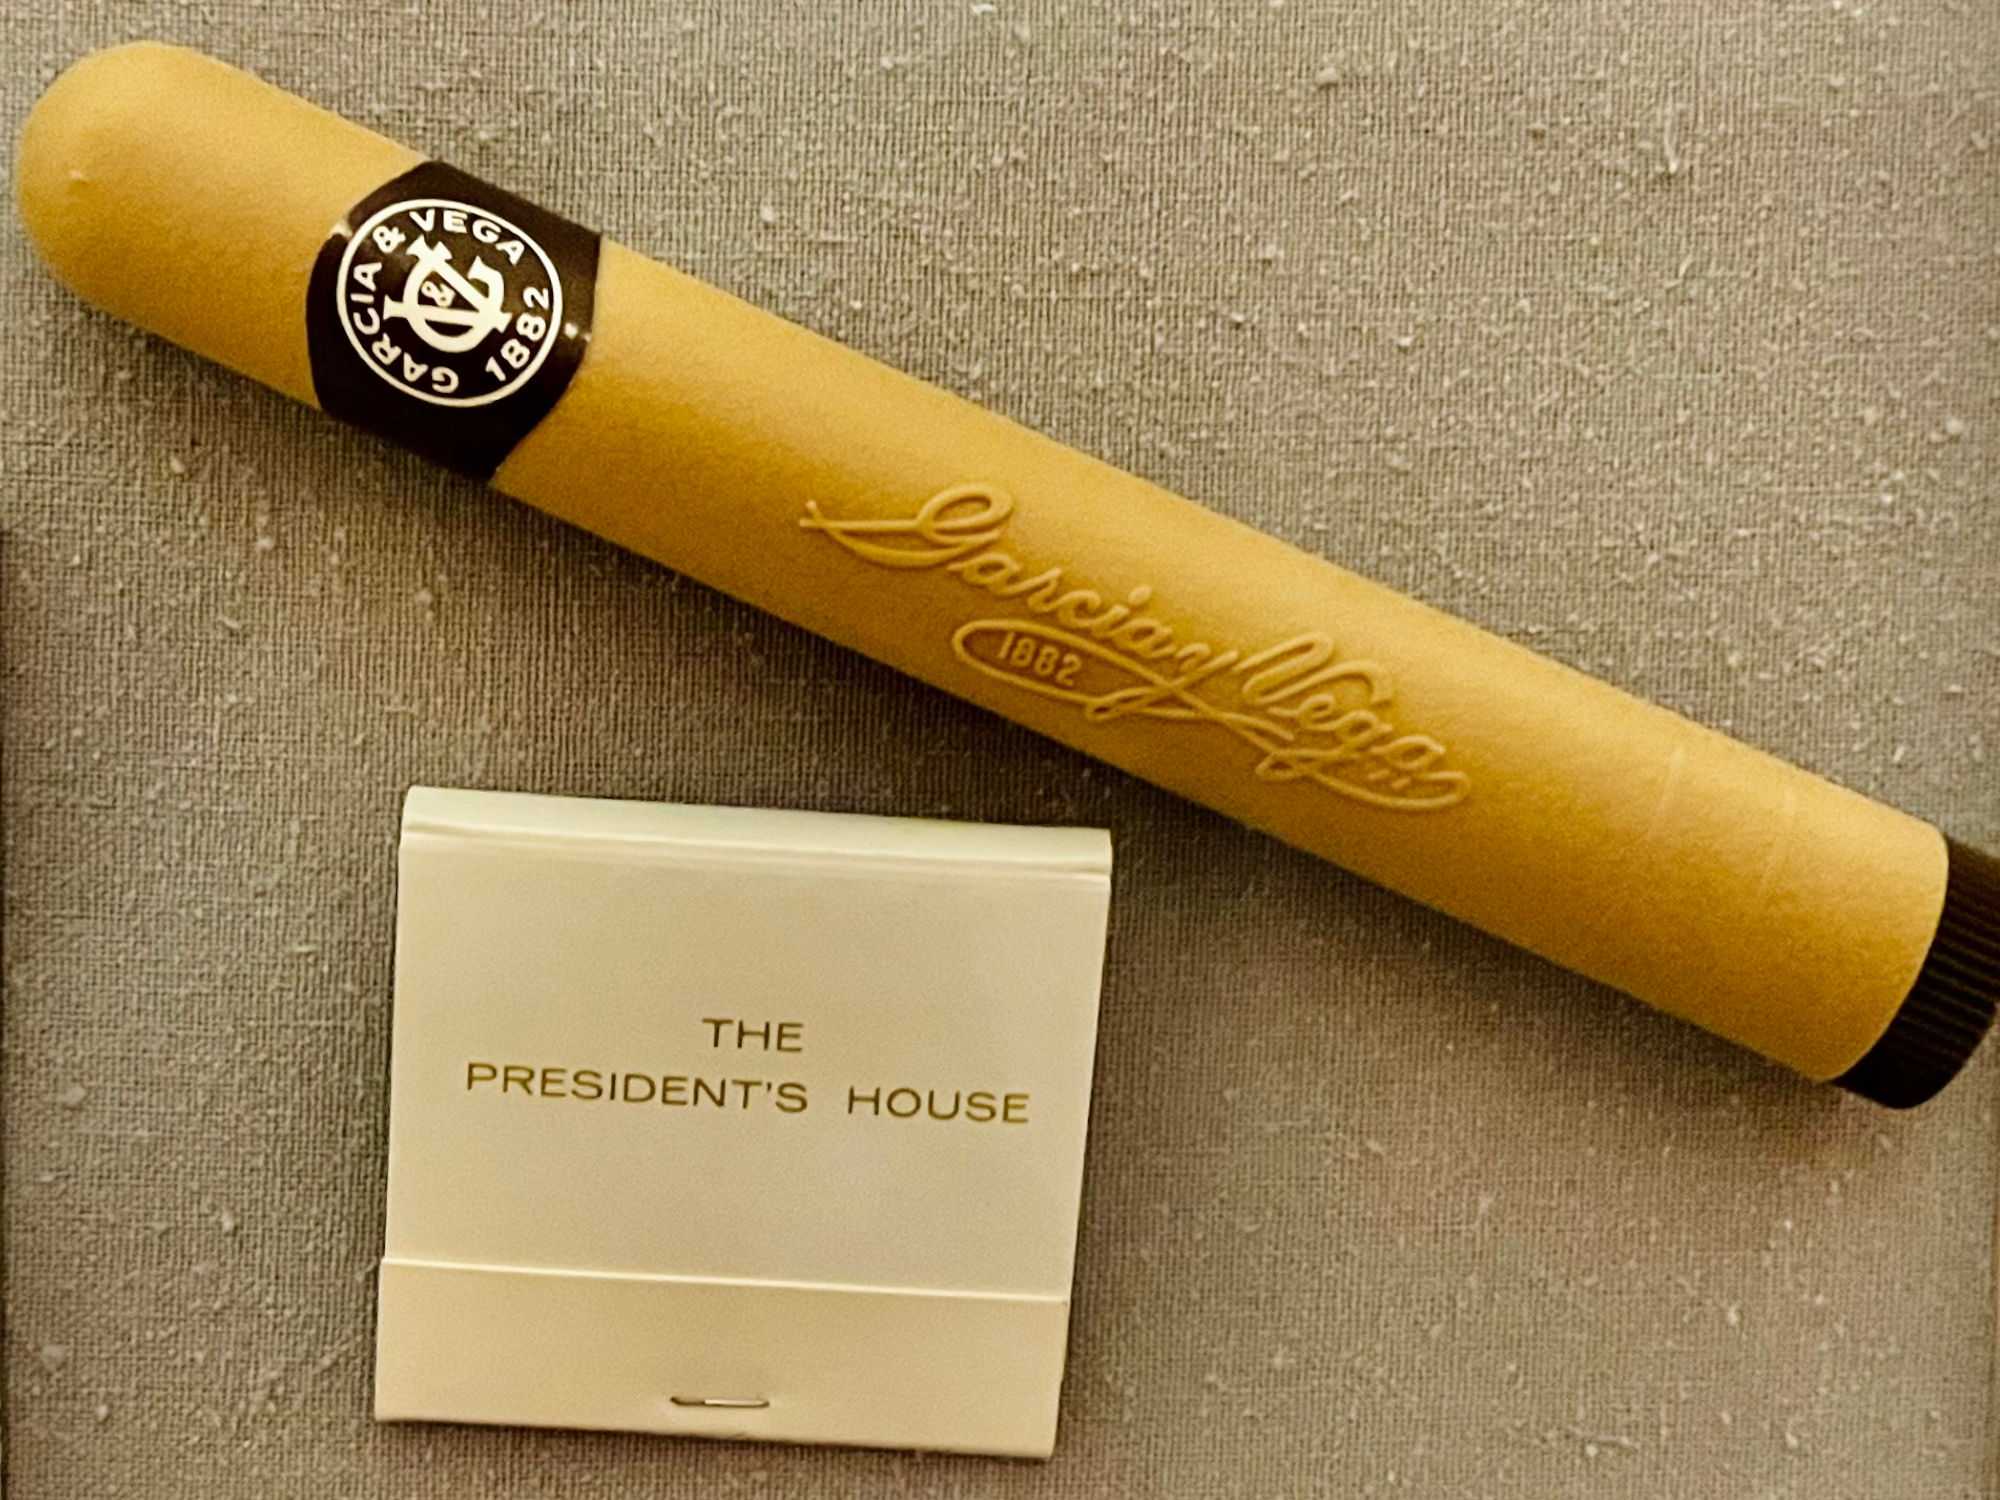 GARCIA & VEGA 1882
G&V
Garcia y Vega
1882
THE
PRESIDENT'S HOUSE